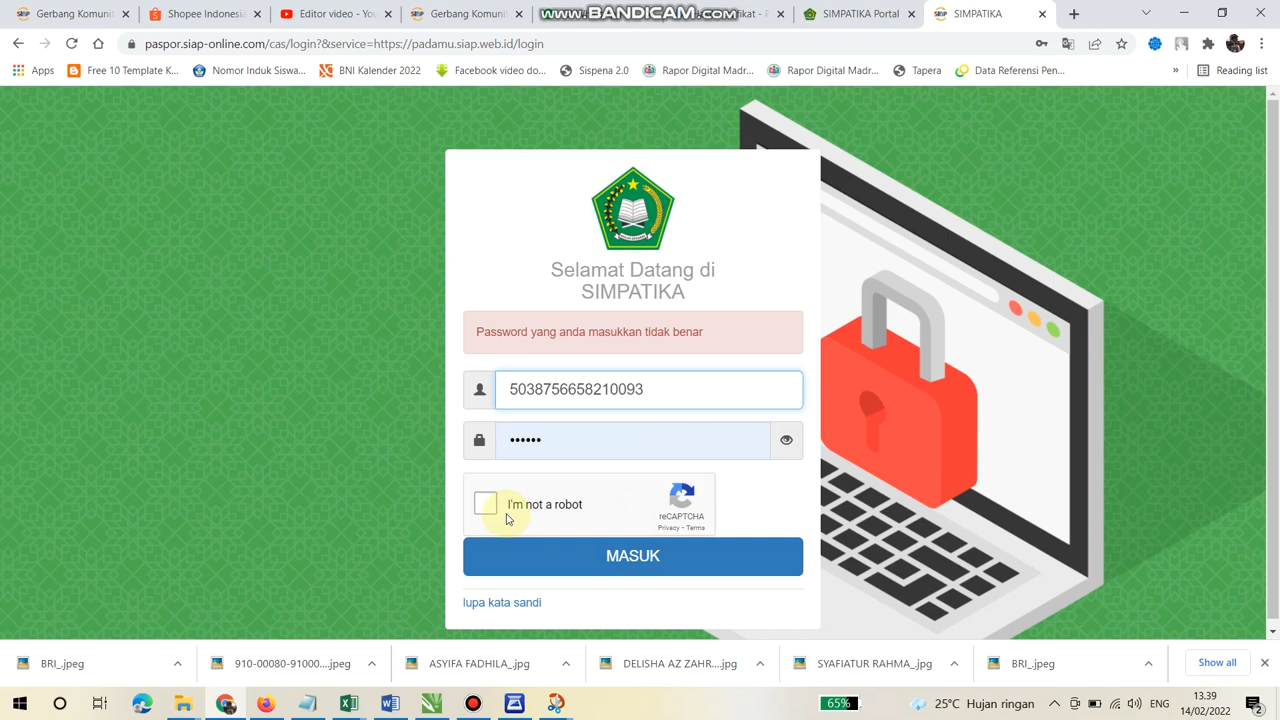 Gerbang Komuni
Shopee Indonesia
Editor video - You
Gerbang Komuni
www.BANDICAM.com
SIMPATIKA Portal
SIMPATIKA
paspor.siap-online.com/cas/login?&service=https://padamu.siap.web.id/login
Apps
Free 10 Template K...
Nomor Induk Siswa...
BNI Kalender 2022
Facebook video do...
Sispena 2.0
Rapor Digital Madr...
Rapor Digital Madr...
Tapera
Data Referensi Pen...
»
Reading list
Selamat Datang di
SIMPATIKA
Password yang anda masukkan tidak benar
5038756658210093
••••••
I'm not a robot
reCAPTCHA
Privacy - Terms
MASUK
lupa kata sandi
BRI_.jpeg
910-00080-91000....jpeg
ASYIFA FADHILA_.jpg
DELISHA AZ ZAHR....jpg
SYAFIATUR RAHMA_.jpg
BRI_.jpeg
Show all
65%
25°C Hujan ringan
ENG
13.39
14/02/2022
2